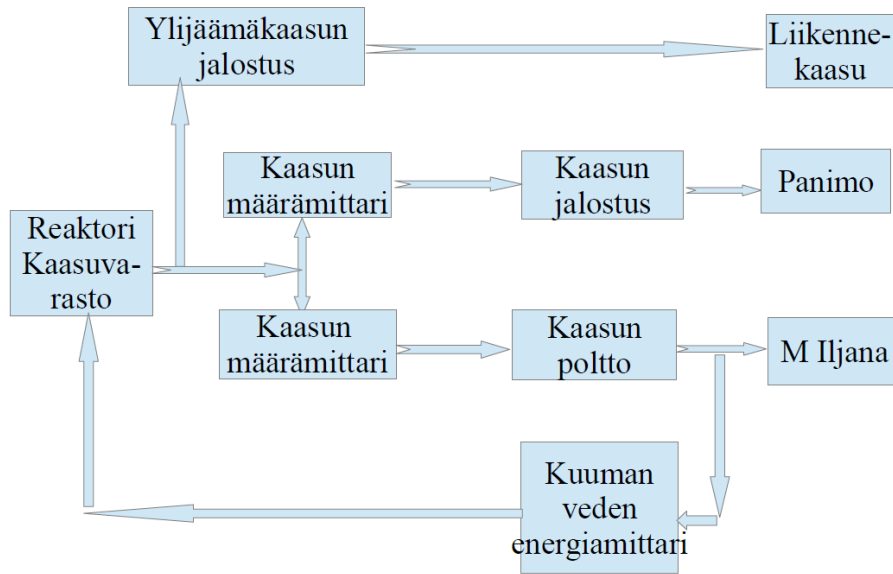 Ylijäämäkaasun
jalostus
Liikenne-
kaasu
Kaasun
määrämittari
Kaasun
jalostus
Panimo
Reaktori
Kaasuva-
rasto
Kaasun
määrämittari
Kaasun
poltto
M Iljana
Kuuman
veden
energiamittari